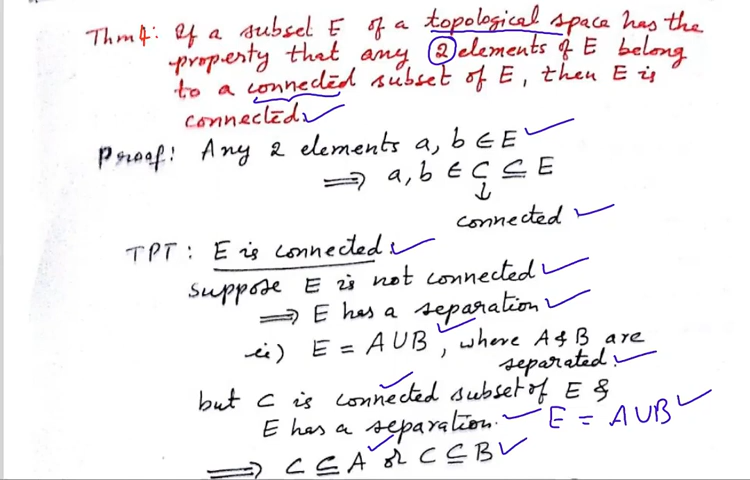 Thm 4: If a subset E of a topological space has the
property that any 2 elements of E belong
to a connected subset of E, then E is
connected.
Proof: Any 2 elements a, b ∈ E
⟹ a, b ∈ C ⊆ E
↓
connected
TPT : E is connected.
suppose E is not connected
⟹ E has a separation
ie) E = A ∪ B, where A & B are
separated.
but C is connected subset of E &
E has a separation. E = A ∪ B
⟹ C ⊆ A or C ⊆ B